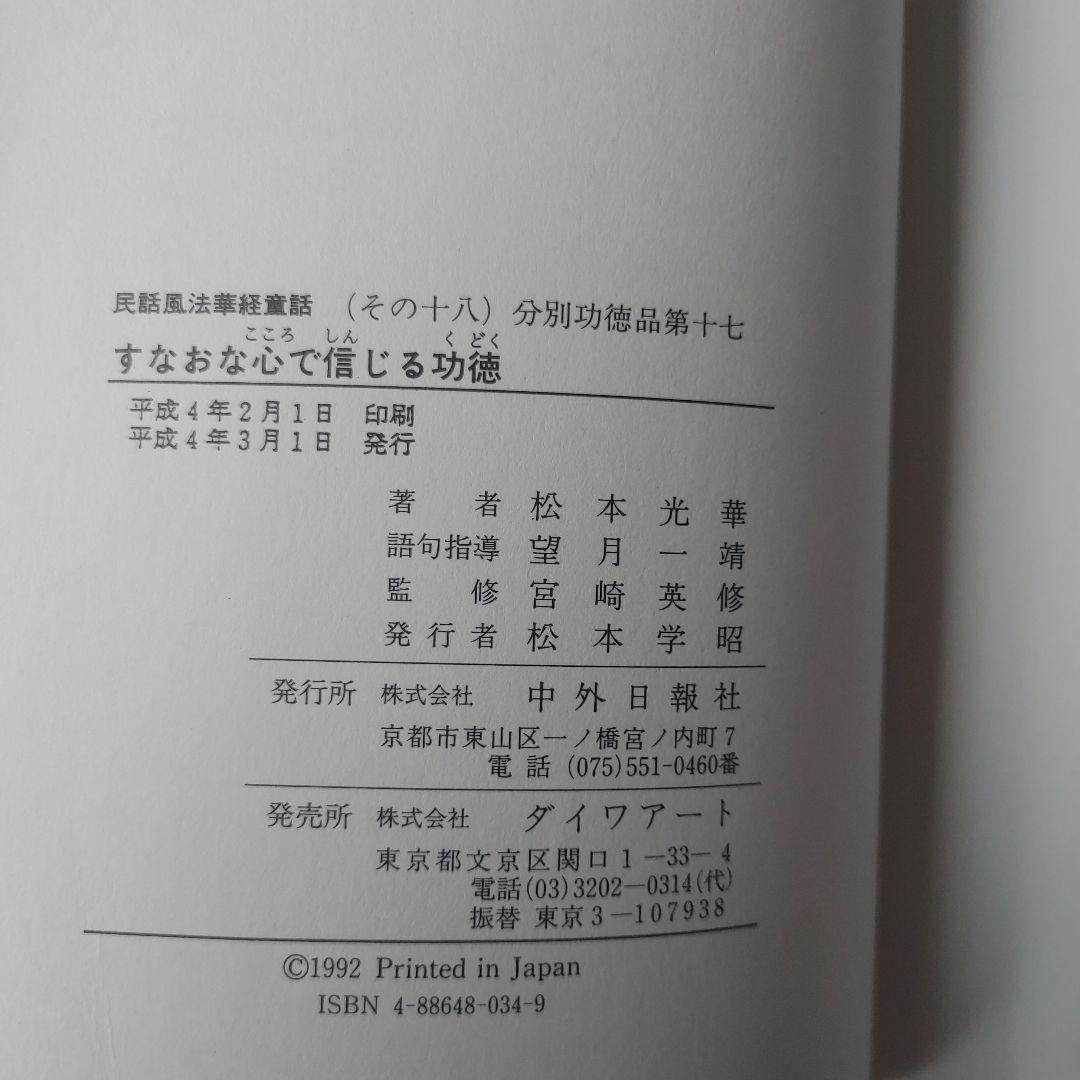 民話風法華経童話 （その十八）分別功徳品第十七
こころ しん くどく
すなおな心で信じる功徳
平成4年2月1日 印刷
平成4年3月1日 発行
著者 松本光華
語句指導 望月一靖
監修 宮崎英修
発行者 松本学昭
発行所 株式会社 中外日報社
京都市東山区一ノ橋宮ノ内町7
電話 (075)551-0460番
発売所 株式会社 ダイワアート
東京都文京区関口1-33-4
電話(03)3202-0314(代)
振替 東京3-107938
©1992 Printed in Japan
ISBN 4-88648-034-9